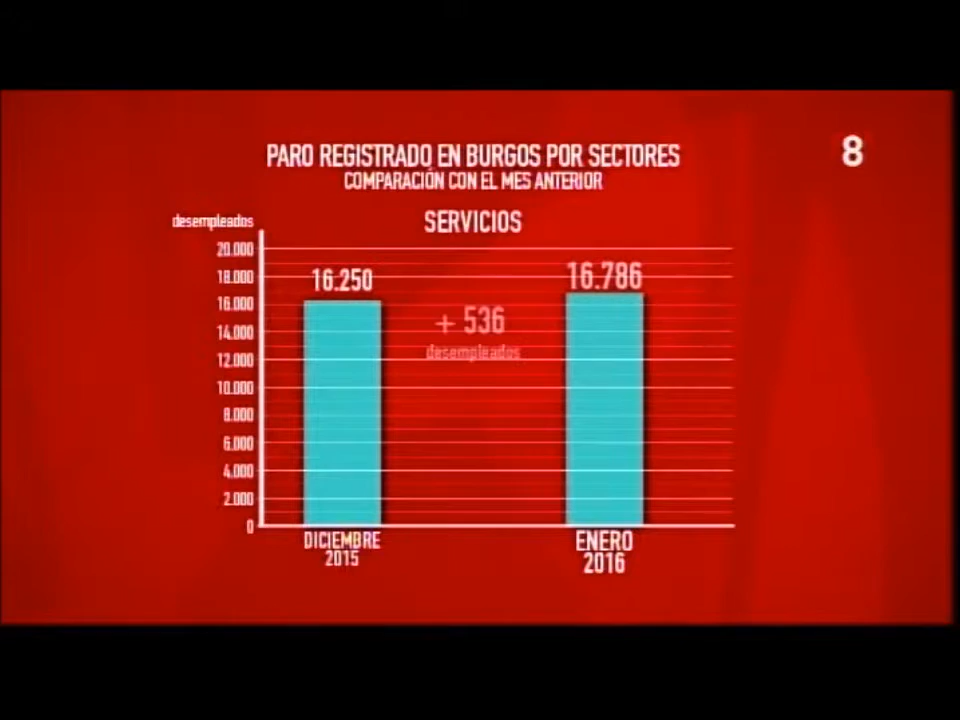 PARO REGISTRADO EN BURGOS POR SECTORES
COMPARACIÓN CON EL MES ANTERIOR
8
SERVICIOS
desempleados
20.000
18.000
16.000
14.000
12.000
10.000
8.000
6.000
4.000
2.000
0
16.250
+ 536
desempleados
16.786
DICIEMBRE
2015
ENERO
2016